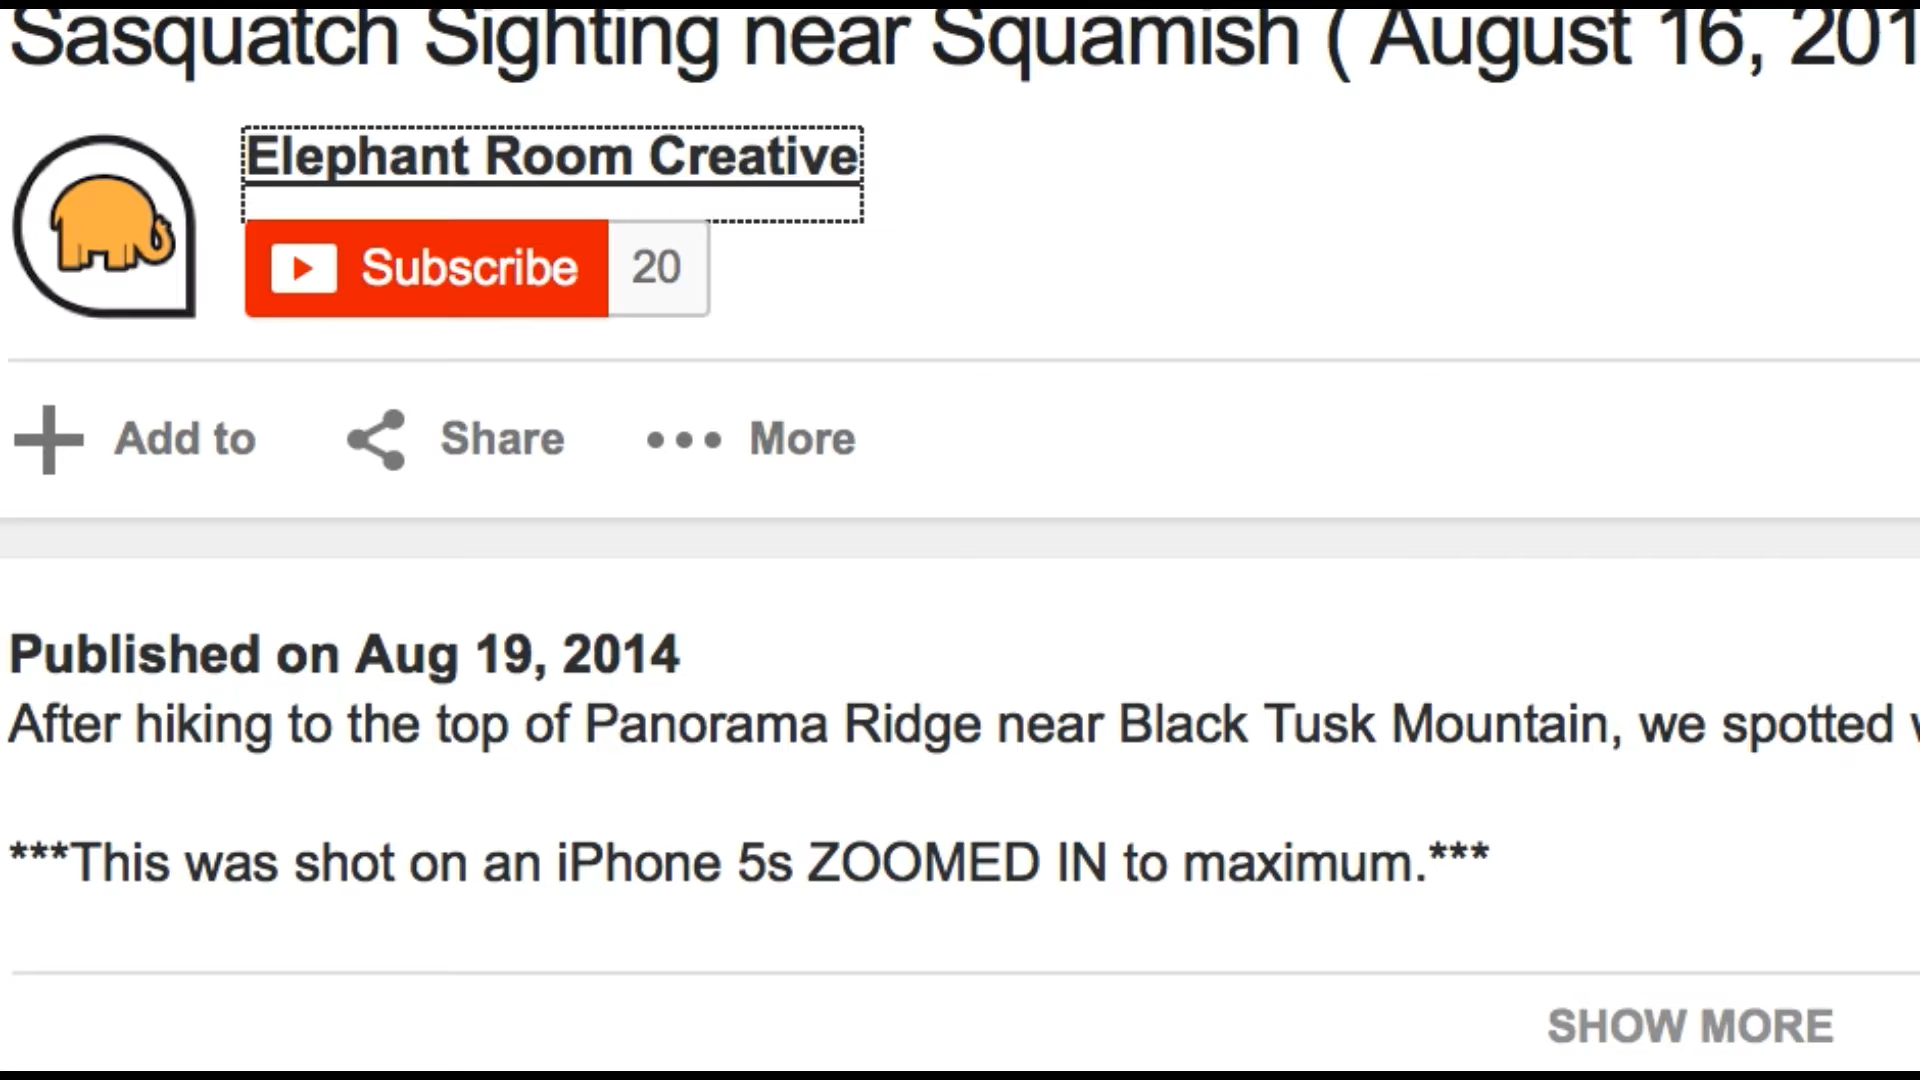 Sasquatch Sighting near Squamish ( August 16, 201
Elephant Room Creative
Subscribe 20
Add to Share More
Published on Aug 19, 2014
After hiking to the top of Panorama Ridge near Black Tusk Mountain, we spotted
***This was shot on an iPhone 5s ZOOMED IN to maximum.***
SHOW MORE